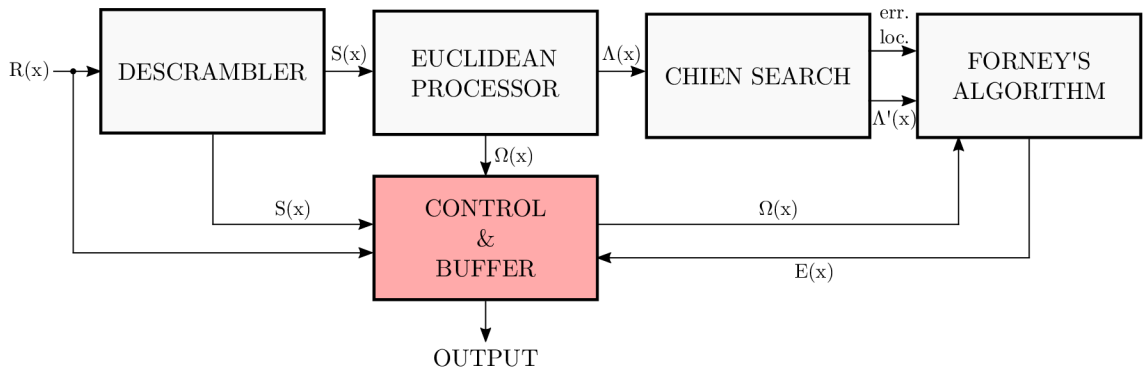 R(x)
DESCRAMBLER
S(x)
EUCLIDEAN
PROCESSOR
Λ(x)
CHIEN SEARCH
err.
loc.
Λ'(x)
FORNEY'S
ALGORITHM
Ω(x)
S(x)
CONTROL
&
BUFFER
Ω(x)
E(x)
OUTPUT